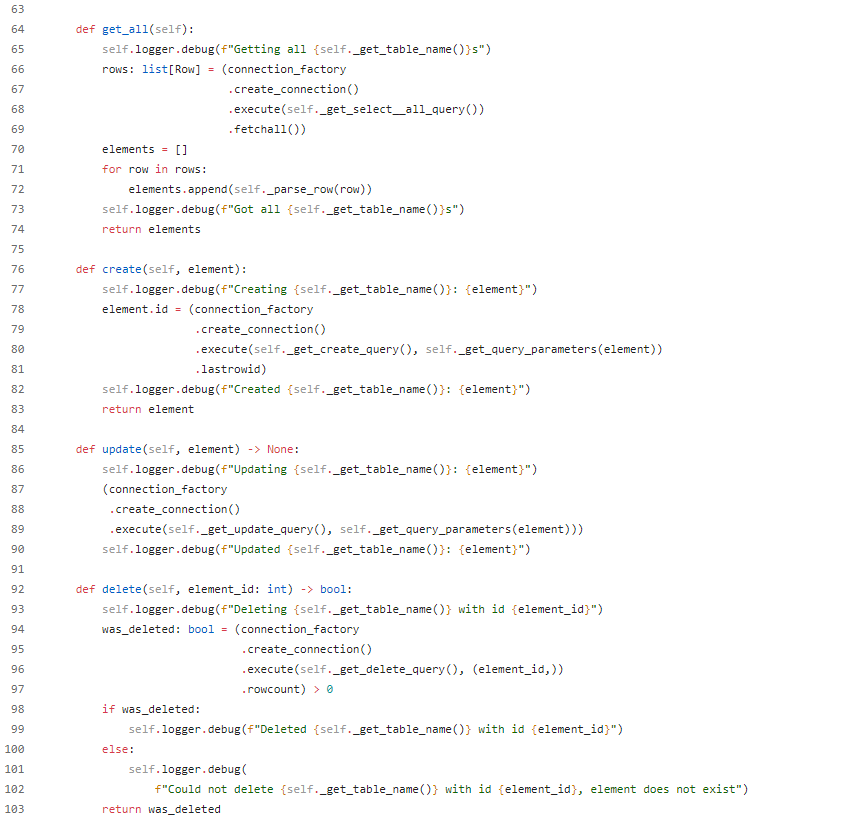 63
64 def get_all(self):
65 self.logger.debug(f"Getting all {self._get_table_name()}s")
66 rows: list[Row] = (connection_factory
67 .create_connection()
68 .execute(self._get_select__all_query())
69 .fetchall())
70 elements = []
71 for row in rows:
72 elements.append(self._parse_row(row))
73 self.logger.debug(f"Got all {self._get_table_name()}s")
74 return elements
75
76 def create(self, element):
77 self.logger.debug(f"Creating {self._get_table_name()}: {element}")
78 element.id = (connection_factory
79 .create_connection()
80 .execute(self._get_create_query(), self._get_query_parameters(element))
81 .lastrowid)
82 self.logger.debug(f"Created {self._get_table_name()}: {element}")
83 return element
84
85 def update(self, element) -> None:
86 self.logger.debug(f"Updating {self._get_table_name()}: {element}")
87 (connection_factory
88 .create_connection()
89 .execute(self._get_update_query(), self._get_query_parameters(element)))
90 self.logger.debug(f"Updated {self._get_table_name()}: {element}")
91
92 def delete(self, element_id: int) -> bool:
93 self.logger.debug(f"Deleting {self._get_table_name()} with id {element_id}")
94 was_deleted: bool = (connection_factory
95 .create_connection()
96 .execute(self._get_delete_query(), (element_id,))
97 .rowcount) > 0
98 if was_deleted:
99 self.logger.debug(f"Deleted {self._get_table_name()} with id {element_id}")
100 else:
101 self.logger.debug(
102 f"Could not delete {self._get_table_name()} with id {element_id}, element does not exist")
103 return was_deleted